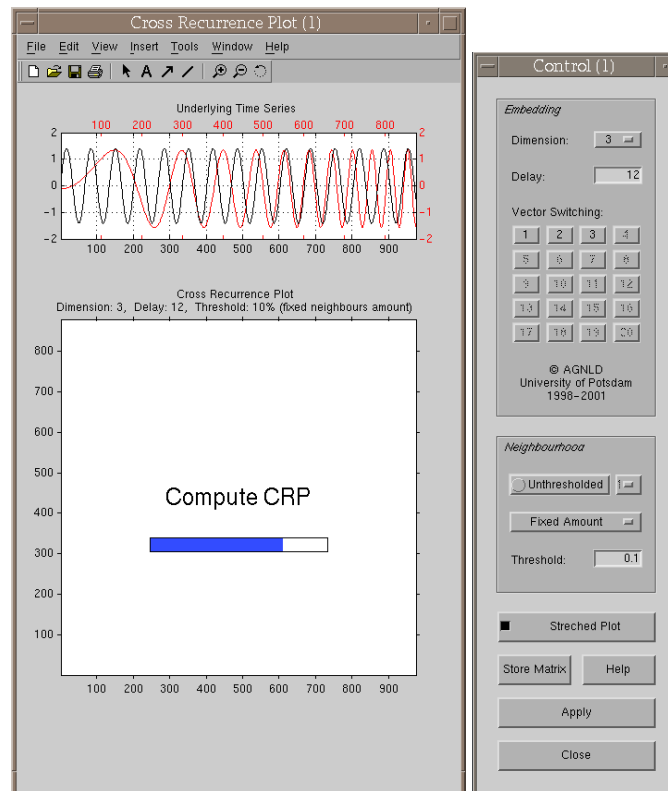 Cross Recurrence Plot (1)
File Edit View Insert Tools Window Help
A
Underlying Time Series
100 200 300 400 500 600 700 800
2 2
1 1
0 0
−1 −1
−2 −2
100 200 300 400 500 600 700 800 900
Cross Recurrence Plot
Dimension: 3, Delay: 12, Threshold: 10% (fixed neighbours amount)
800
700
600
500
400
300
200
100
Compute CRP
100 200 300 400 500 600 700 800 900
Control (1)
Embedding
Dimension: 3
Delay: 12
Vector Switching:
1 2 3 4
5 6 7 8
9 10 11 12
13 14 15 16
17 18 19 20
© AGNLD
University of Potsdam
1998−2001
Neighbourhood
Unthresholded 1
Fixed Amount
Threshold: 0.1
Streched Plot
Store Matrix Help
Apply
Close